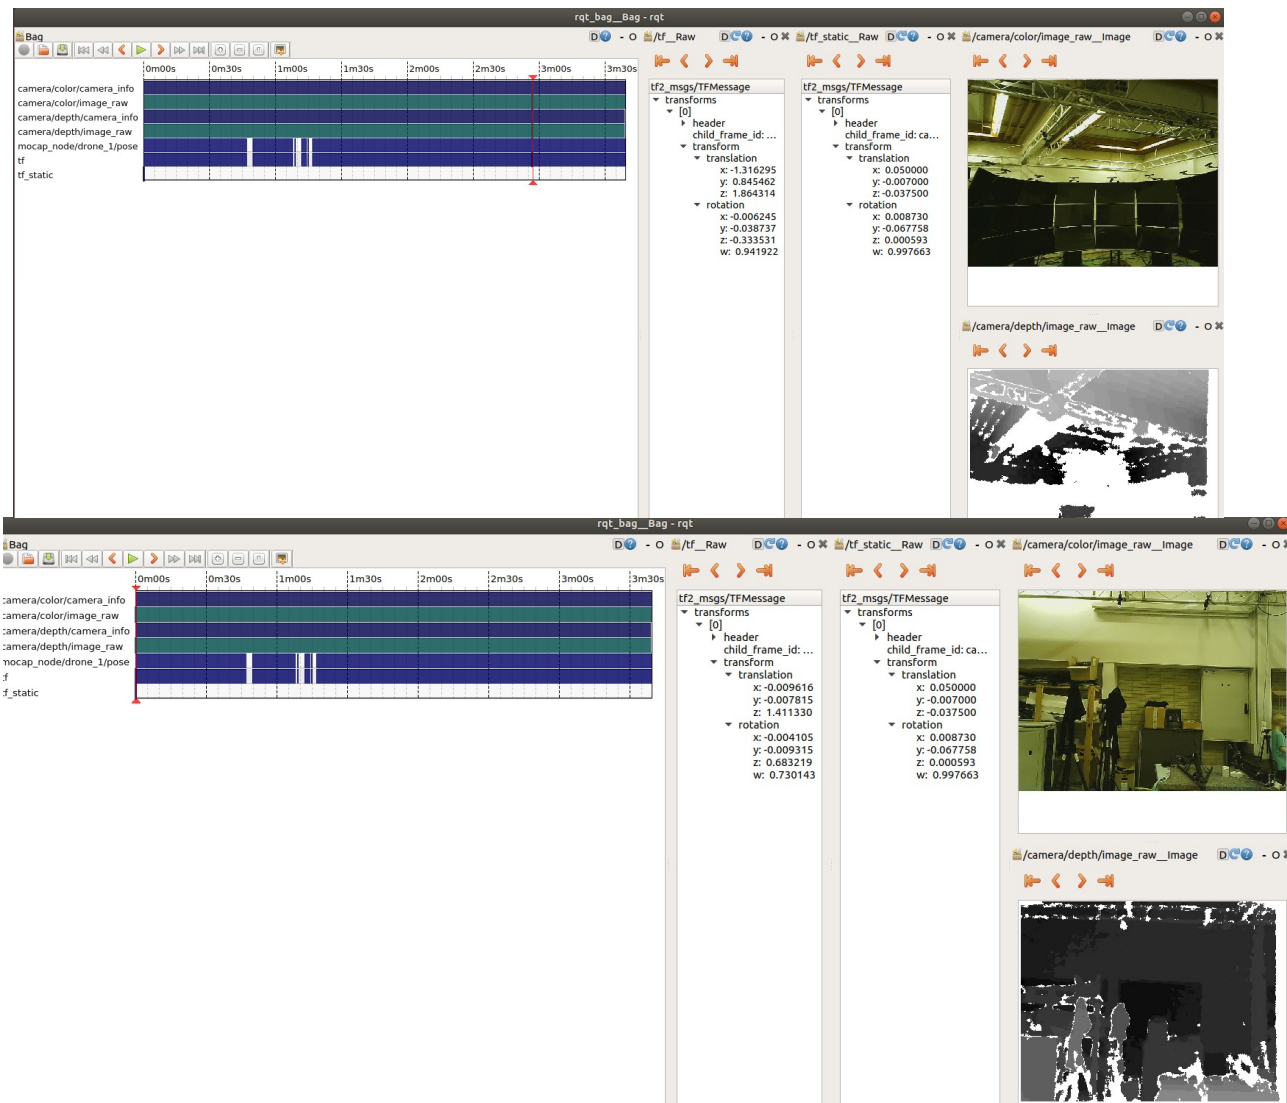 rqt_bag__Bag - rqt
Bag
D - O
/tf__Raw
D - O
/tf_static__Raw
D - O
/camera/color/image_raw__Image
D - O
0m00s 0m30s 1m00s 1m30s 2m00s 2m30s 3m00s 3m30s
camera/color/camera_info
camera/color/image_raw
camera/depth/camera_info
camera/depth/image_raw
mocap_node/drone_1/pose
tf
tf_static
tf2_msgs/TFMessage
transforms
[0]
header
child_frame_id: ...
transform
translation
x: -1.316295
y: 0.845462
z: 1.864314
rotation
x: -0.006245
y: -0.038737
z: -0.333531
w: 0.941922
tf2_msgs/TFMessage
transforms
[0]
header
child_frame_id: ca...
transform
translation
x: 0.050000
y: -0.007000
z: -0.037500
rotation
x: 0.008730
y: -0.067758
z: 0.000593
w: 0.997663
/camera/depth/image_raw__Image
D - O
rqt_bag__Bag - rqt
Bag
D - O
/tf__Raw
D - O
/tf_static__Raw
D - O
/camera/color/image_raw__Image
D - O
0m00s 0m30s 1m00s 1m30s 2m00s 2m30s 3m00s 3m30s
camera/color/camera_info
camera/color/image_raw
camera/depth/camera_info
camera/depth/image_raw
mocap_node/drone_1/pose
tf
tf_static
tf2_msgs/TFMessage
transforms
[0]
header
child_frame_id: ...
transform
translation
x: -0.009616
y: -0.007815
z: 1.411330
rotation
x: -0.004105
y: -0.009315
z: 0.683219
w: 0.730143
tf2_msgs/TFMessage
transforms
[0]
header
child_frame_id: ca...
transform
translation
x: 0.050000
y: -0.007000
z: -0.037500
rotation
x: 0.008730
y: -0.067758
z: 0.000593
w: 0.997663
/camera/depth/image_raw__Image
D - O